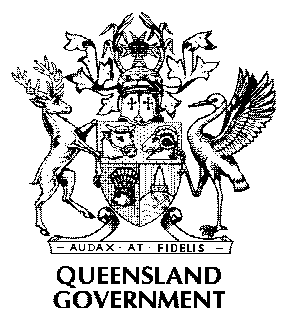 – AUDAX · AT · FIDELIS –
QUEENSLAND
GOVERNMENT